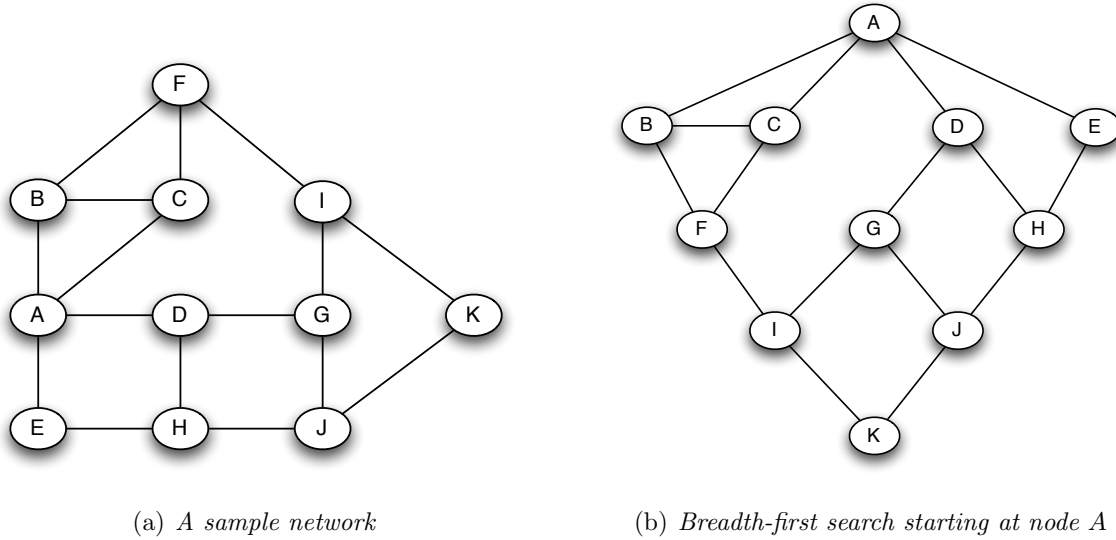 F
B
C
I
A
D
G
K
E
H
J
(a) A sample network
A
B
C
D
E
F
G
H
I
J
K
(b) Breadth-first search starting at node A